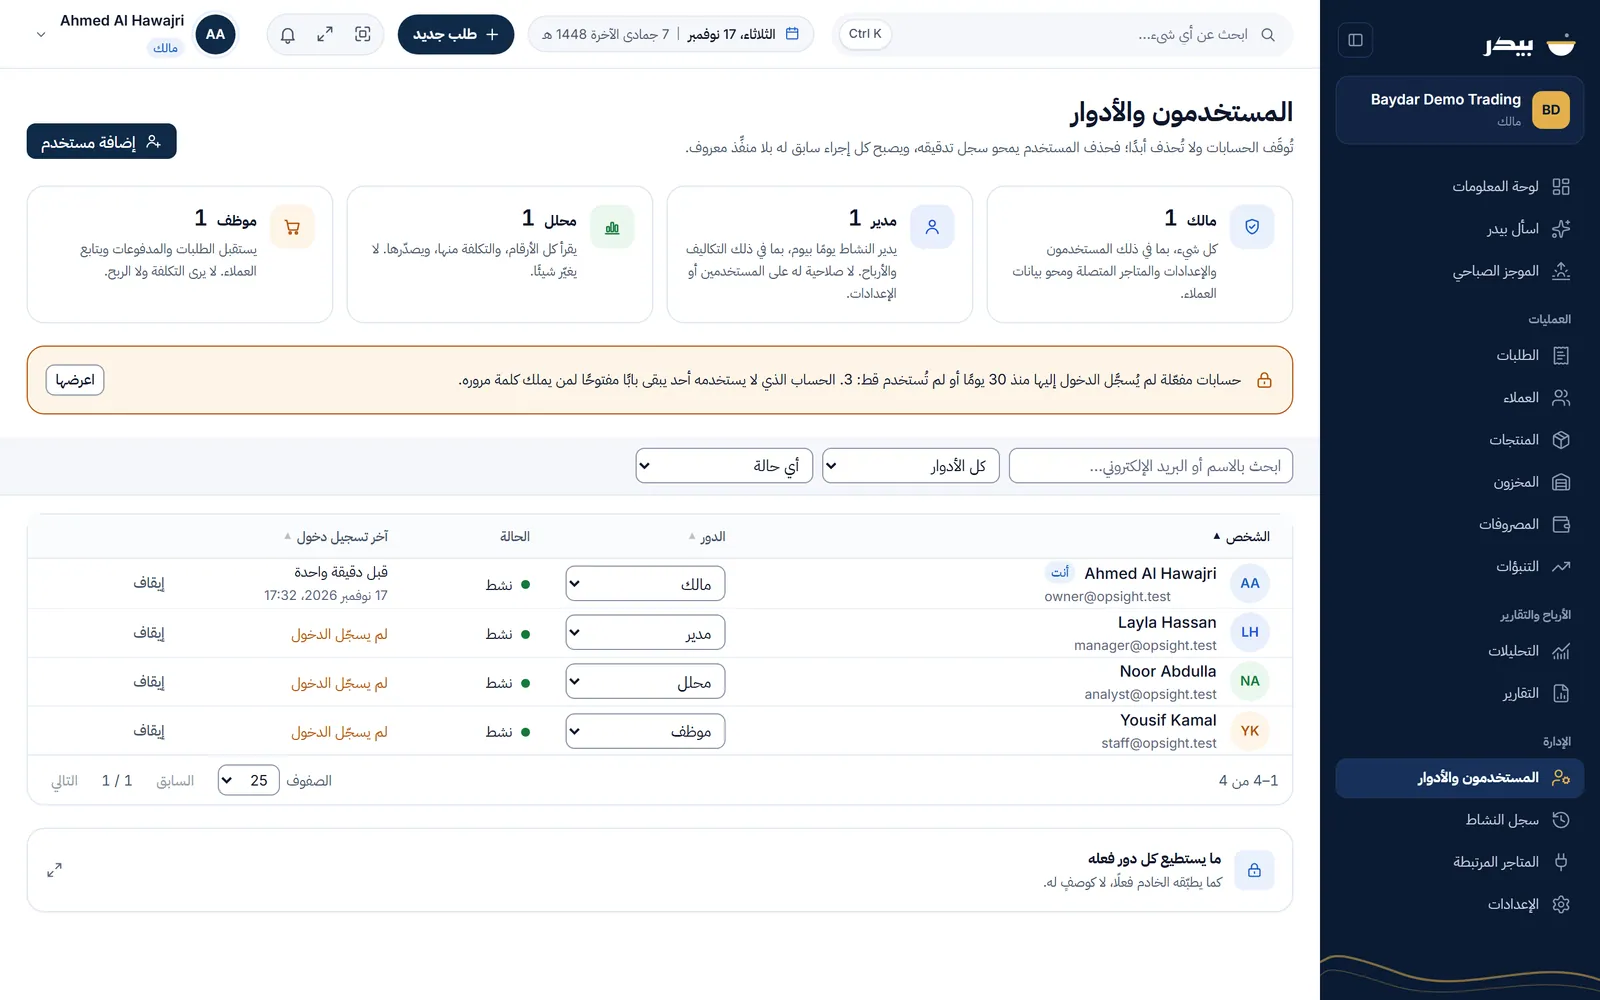 بيدر
BD
Baydar Demo Trading
مالك
لوحة المعلومات
اسأل بيدر
الموجز الصباحي
العمليات
الطلبات
العملاء
المنتجات
المخزون
المصروفات
التنبؤات
الأرباح والتقارير
التحليلات
التقارير
الإدارة
المستخدمون والأدوار
سجل النشاط
المتاجر المرتبطة
الإعدادات
ابحث عن أي شيء...
Ctrl K
الثلاثاء، 17 نوفمبر | 7 جمادى الآخرة 1448 هـ
طلب جديد
AA
Ahmed Al Hawajri
مالك
المستخدمون والأدوار
تُوقَف الحسابات ولا تُحذف أبدًا؛ فحذف المستخدم يمحو سجل تدقيقه، ويصبح كل إجراء سابق له بلا منفِّذ معروف.
إضافة مستخدم
مالك 1
كل شيء، بما في ذلك المستخدمون
والإعدادات والمتاجر المتصلة ومحو بيانات
العملاء.
مدير 1
يدير النشاط يومًا بيوم، بما في ذلك التكاليف
والأرباح. لا صلاحية له على المستخدمين أو
الإعدادات.
محلل 1
يقرأ كل الأرقام، والتكلفة منها، ويصدّرها. لا
يغيّر شيئًا.
موظف 1
يستقبل الطلبات والمدفوعات ويتابع
العملاء. لا يرى التكلفة ولا الربح.
حسابات مفعّلة لم يُسجَّل الدخول إليها منذ 30 يومًا أو لم تُستخدم قط: 3. الحساب الذي لا يستخدمه أحد يبقى بابًا مفتوحًا لمن يملك كلمة مروره.
اعرضها
ابحث بالاسم أو البريد الإلكتروني...
كل الأدوار
أي حالة
الشخص ▲ الدور ▲ الحالة آخر تسجيل دخول ▲
AA
Ahmed Al Hawajri أنت
owner@opsight.test
مالك
نشط
قبل دقيقة واحدة
17 نوفمبر 2026، 17:32
إيقاف
LH
Layla Hassan
manager@opsight.test
مدير
نشط
لم يسجّل الدخول
إيقاف
NA
Noor Abdulla
analyst@opsight.test
محلل
نشط
لم يسجّل الدخول
إيقاف
YK
Yousif Kamal
staff@opsight.test
موظف
نشط
لم يسجّل الدخول
إيقاف
1–4 من 4
الصفوف 25 السابق 1 / 1 التالي
ما يستطيع كل دور فعله
كما يطبّقه الخادم فعلًا، لا كوصفٍ له.